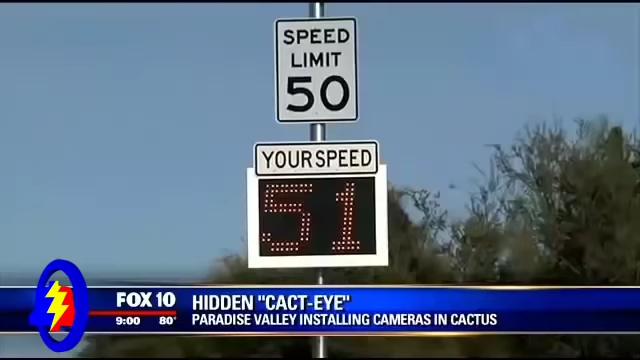 SPEED
LIMIT
50
YOUR SPEED
51
FOX 10
9:00 80°
HIDDEN "CACT-EYE"
PARADISE VALLEY INSTALLING CAMERAS IN CACTUS